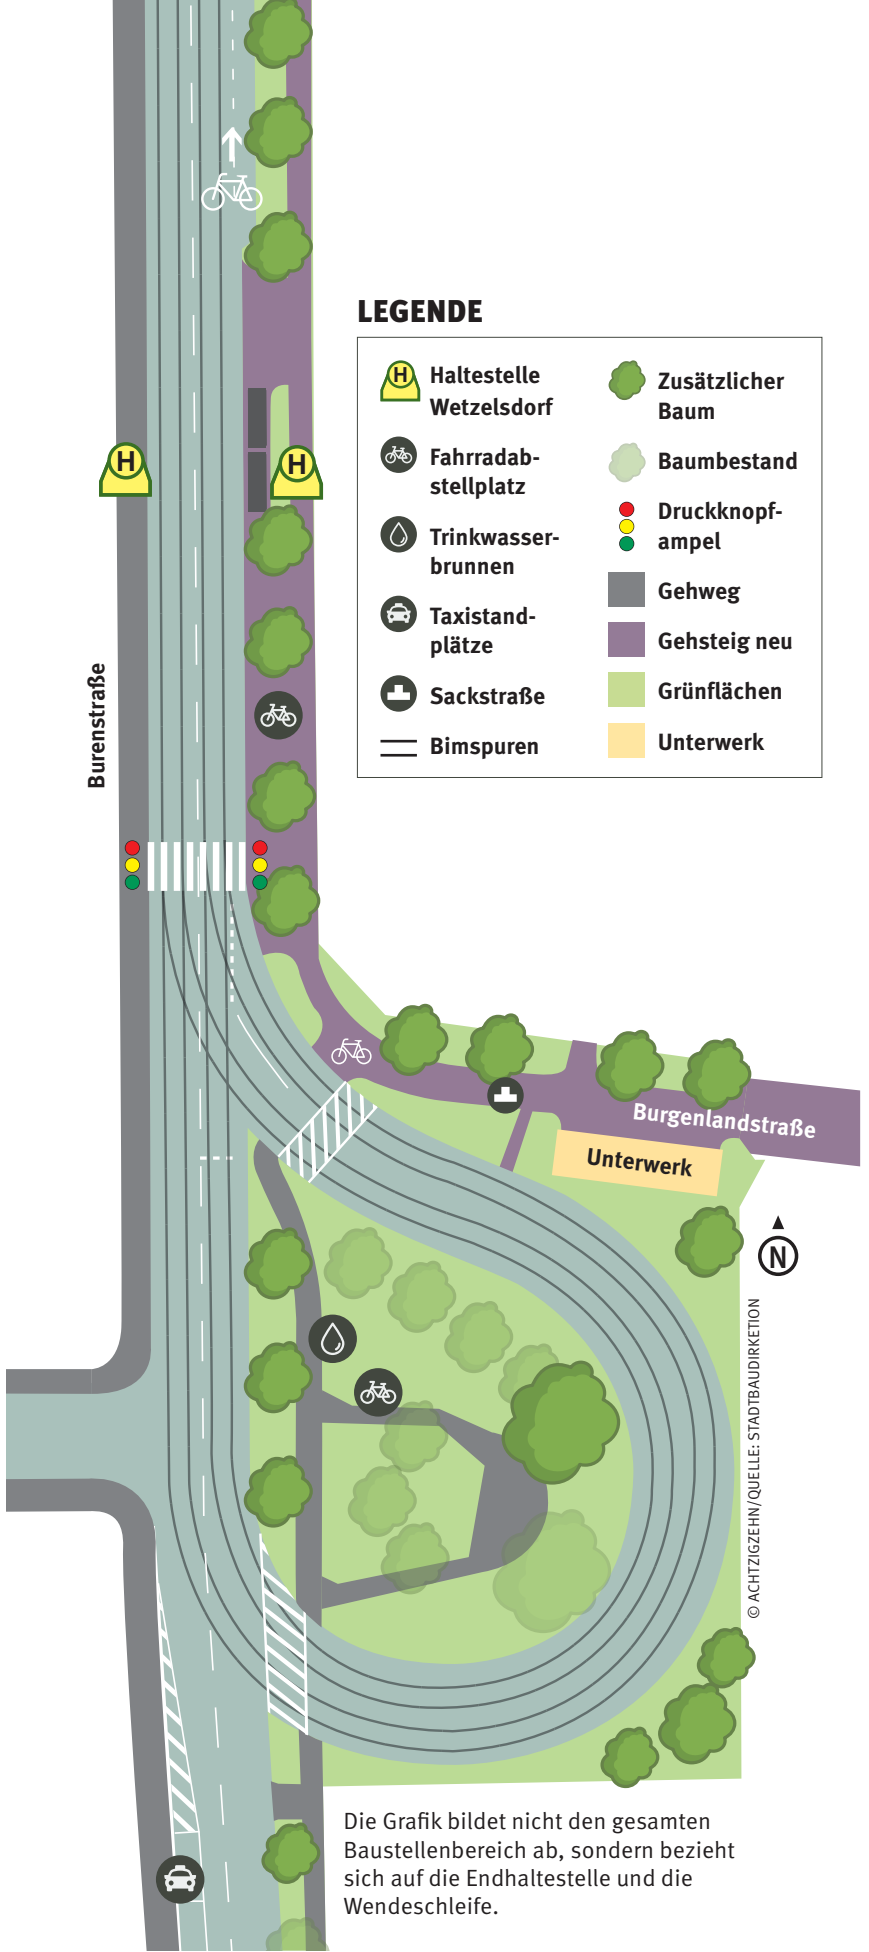 LEGENDE
H Haltestelle
Wetzelsdorf
Fahrradab-
stellplatz
Trinkwasser-
brunnen
Taxistand-
plätze
Sackstraße
Bimspuren
Zusätzlicher
Baum
Baumbestand
Druckknopf-
ampel
Gehweg
Gehsteig neu
Grünflächen
Unterwerk
H
H
Burenstraße
Burgenlandstraße
Unterwerk
N
© ACHTZIGZEHN/QUELLE: STADTBAUDIRKETION
Die Grafik bildet nicht den gesamten
Baustellenbereich ab, sondern bezieht
sich auf die Endhaltestelle und die
Wendeschleife.